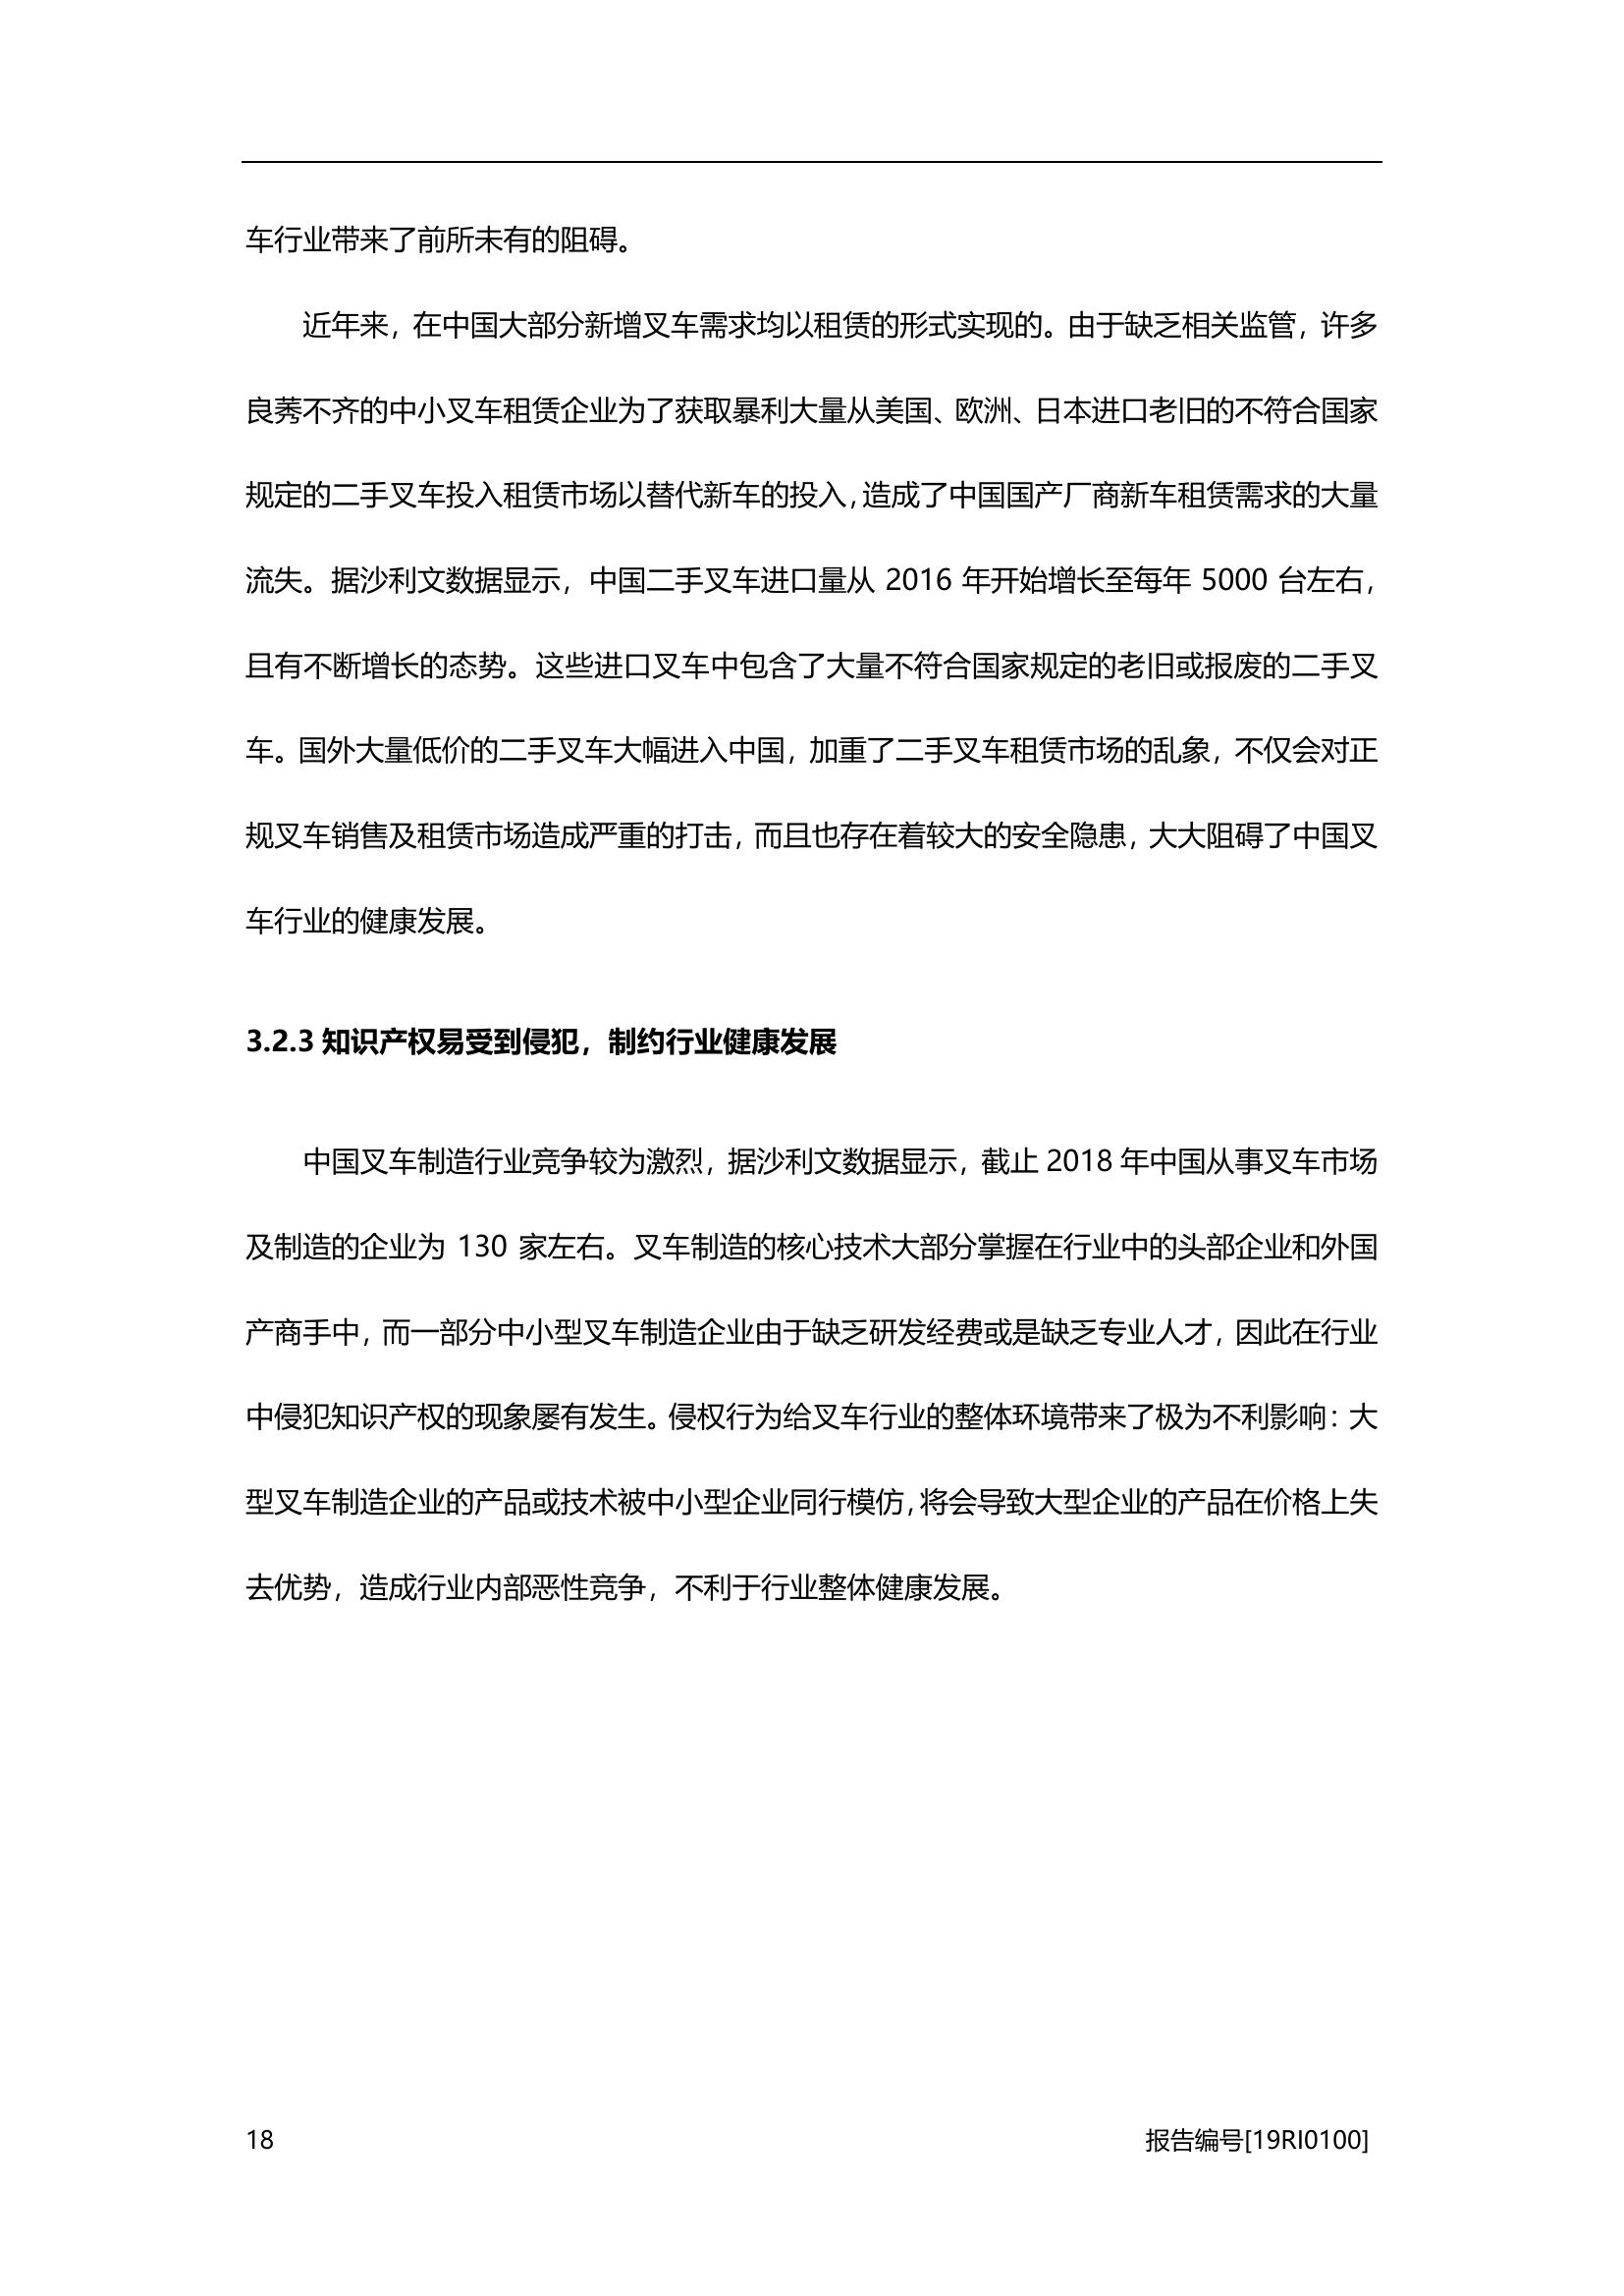 车行业带来了前所未有的阻碍。
近年来，在中国大部分新增叉车需求均以租赁的形式实现的。由于缺乏相关监管，许多
良莠不齐的中小叉车租赁企业为了获取暴利大量从美国、欧洲、日本进口老旧的不符合国家
规定的二手叉车投入租赁市场以替代新车的投入，造成了中国国产厂商新车租赁需求的大量
流失。据沙利文数据显示，中国二手叉车进口量从 2016 年开始增长至每年 5000 台左右，
且有不断增长的态势。这些进口叉车中包含了大量不符合国家规定的老旧或报废的二手叉
车。国外大量低价的二手叉车大幅进入中国，加重了二手叉车租赁市场的乱象，不仅会对正
规叉车销售及租赁市场造成严重的打击，而且也存在着较大的安全隐患，大大阻碍了中国叉
车行业的健康发展。
3.2.3 知识产权易受到侵犯，制约行业健康发展
中国叉车制造行业竞争较为激烈，据沙利文数据显示，截止 2018 年中国从事叉车市场
及制造的企业为 130 家左右。叉车制造的核心技术大部分掌握在行业中的头部企业和外国
产商手中，而一部分中小型叉车制造企业由于缺乏研发经费或是缺乏专业人才，因此在行业
中侵犯知识产权的现象屡有发生。侵权行为给叉车行业的整体环境带来了极为不利影响：大
型叉车制造企业的产品或技术被中小型企业同行模仿，将会导致大型企业的产品在价格上失
去优势，造成行业内部恶性竞争，不利于行业整体健康发展。
18
报告编号[19RI0100]